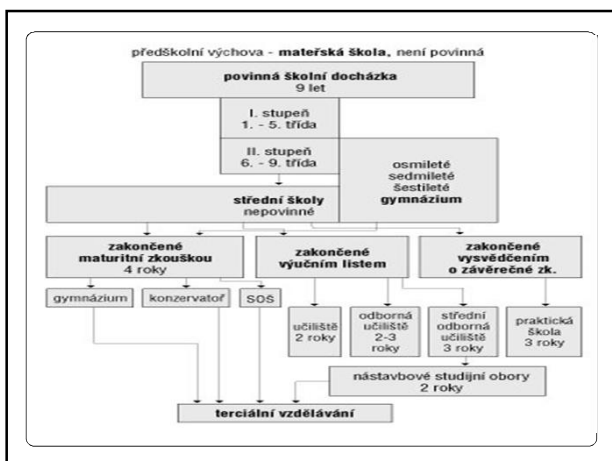 předškolní výchova - mateřská škola, není povinná
povinná školní docházka
9 let
I. stupeň
1. - 5. třída
II. stupeň
6. - 9. třída
osmileté
sedmileté
šestileté
gymnázium
střední školy
nepovinné
zakončené
maturitní zkouškou
4 roky
zakončené
výučním listem
zakončené
vysvědčením
o závěrečné zk.
gymnázium
konzervatoř
SOŠ
učiliště
2 roky
odborná
učiliště
2-3
roky
střední
odborná
učiliště
3 roky
praktická
škola
3 roky
nástavbové studijní obory
2 roky
terciální vzdělávání